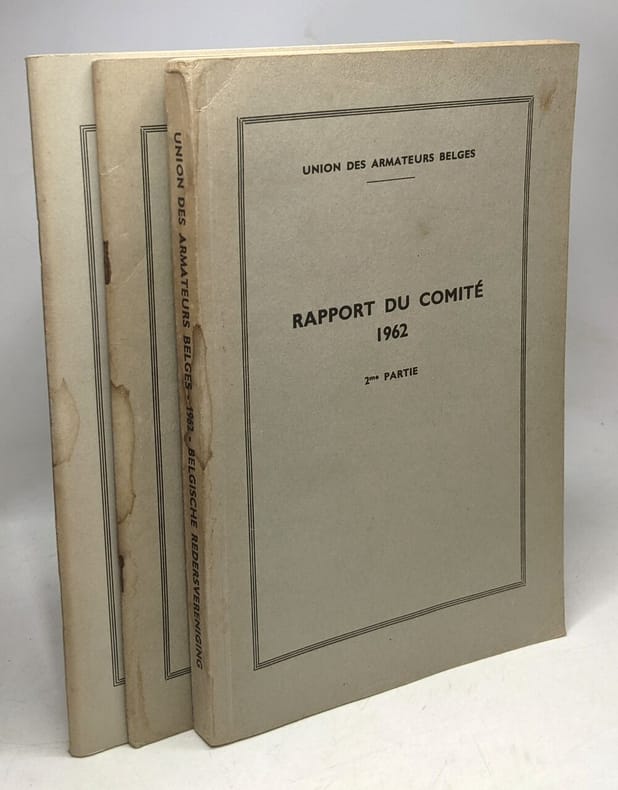 UNION DES ARMATEURS BELGES
RAPPORT DU COMITÉ
1962
2me PARTIE
UNION DES ARMATEURS BELGES - 1962 - BELGISCHE REDERSVERENIGING